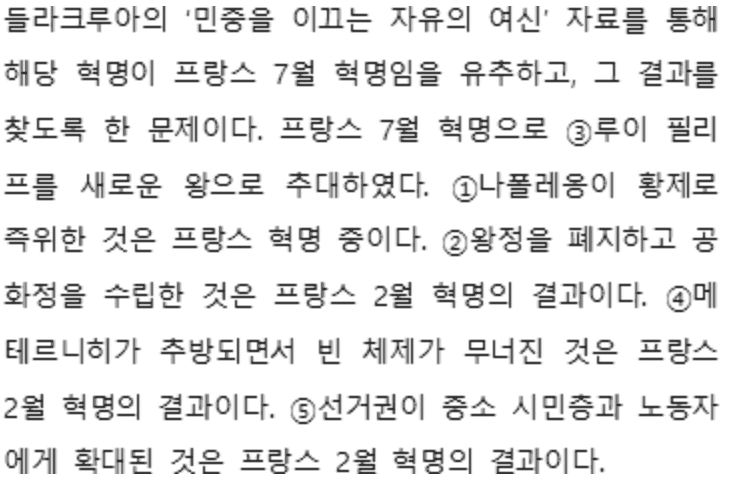 들라크루아의 '민중을 이끄는 자유의 여신' 자료를 통해
해당 혁명이 프랑스 7월 혁명임을 유추하고, 그 결과를
찾도록 한 문제이다. 프랑스 7월 혁명으로 ③루이 필리
프를 새로운 왕으로 추대하였다. ①나폴레옹이 황제로
즉위한 것은 프랑스 혁명 중이다. ②왕정을 폐지하고 공
화정을 수립한 것은 프랑스 2월 혁명의 결과이다. ④메
테르니히가 추방되면서 빈 체제가 무너진 것은 프랑스
2월 혁명의 결과이다. ⑤선거권이 중소 시민층과 노동자
에게 확대된 것은 프랑스 2월 혁명의 결과이다.